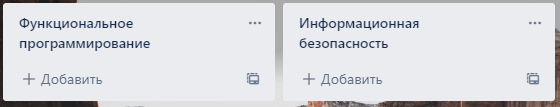 Функциональное
программирование
Добавить
Информационная
безопасность
Добавить